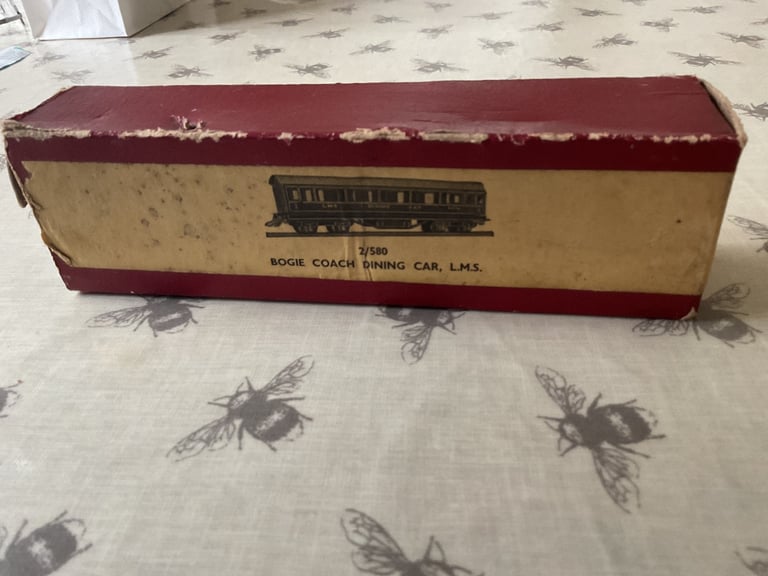 2/580
BOGIE COACH DINING CAR, L.M.S.